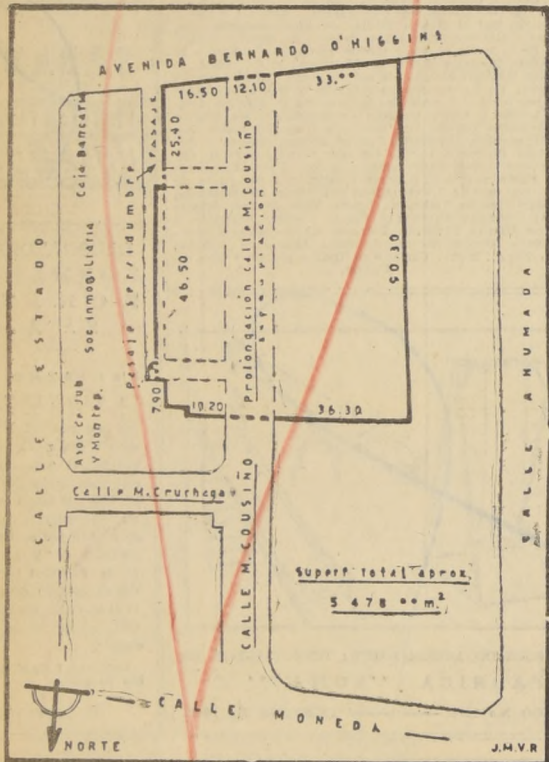 AVENIDA BERNARDO O'HIGGINS
16.50
12.10
33.00
PASAJE
25.40
Caja Bancaria
Soc inmobiliaria
Pasaje servidumbre
Prolongación calle M. Cousiño
46.50
90.30
CALLE ESTADO
CALLE AHUMADA
Asoc Ce Jub
Y Montep.
7.90
10.20
36.30
Calle M. Cruchaga
CALLE M. COUSIÑO
Superf total aprox.
5 478 00 m.²
CALLE MONEDA
NORTE
J.M.V.R